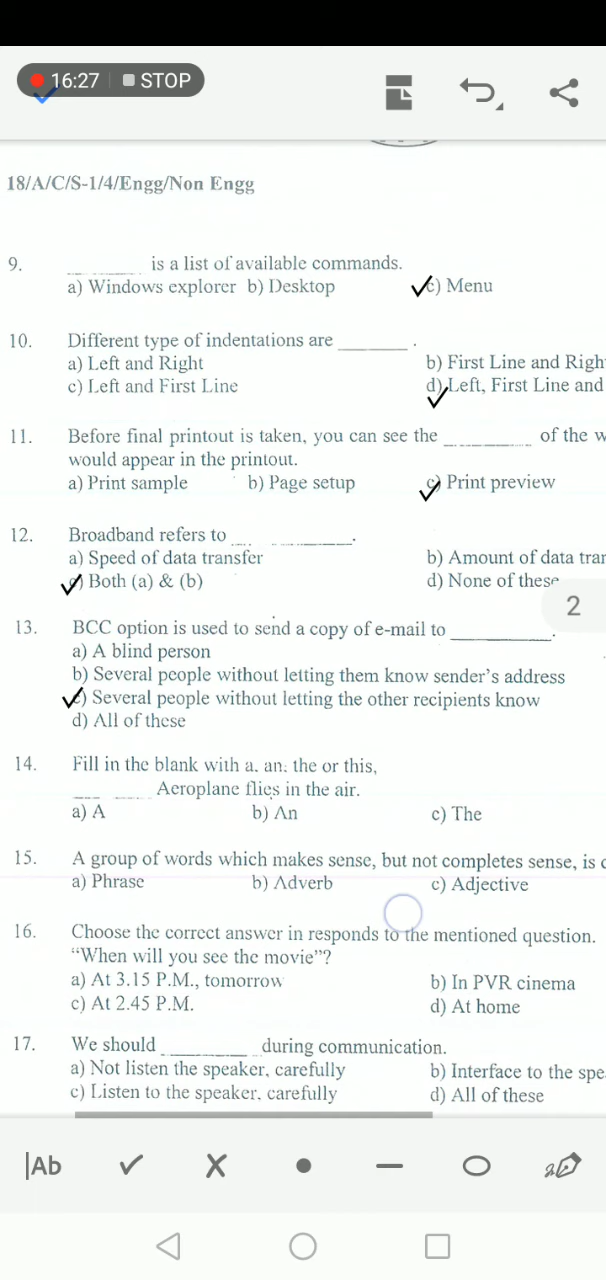 16:27 STOP
18/A/C/S-1/4/Engg/Non Engg
9. ______ is a list of available commands.
a) Windows explorer b) Desktop c) Menu
10. Different type of indentations are ______ .
a) Left and Right b) First Line and Righ
c) Left and First Line d) Left, First Line and
11. Before final printout is taken, you can see the ______ of the w
would appear in the printout.
a) Print sample b) Page setup c) Print preview
12. Broadband refers to ______.
a) Speed of data transfer b) Amount of data tran
c) Both (a) & (b) d) None of these
2
13. BCC option is used to send a copy of e-mail to ______.
a) A blind person
b) Several people without letting them know sender's address
c) Several people without letting the other recipients know
d) All of these
14. Fill in the blank with a, an, the or this,
______ Aeroplane flies in the air.
a) A b) An c) The
15. A group of words which makes sense, but not completes sense, is c
a) Phrase b) Adverb c) Adjective
16. Choose the correct answer in responds to the mentioned question.
"When will you see the movie"?
a) At 3.15 P.M., tomorrow b) In PVR cinema
c) At 2.45 P.M. d) At home
17. We should ______ during communication.
a) Not listen the speaker, carefully b) Interface to the spe
c) Listen to the speaker, carefully d) All of these
Ab